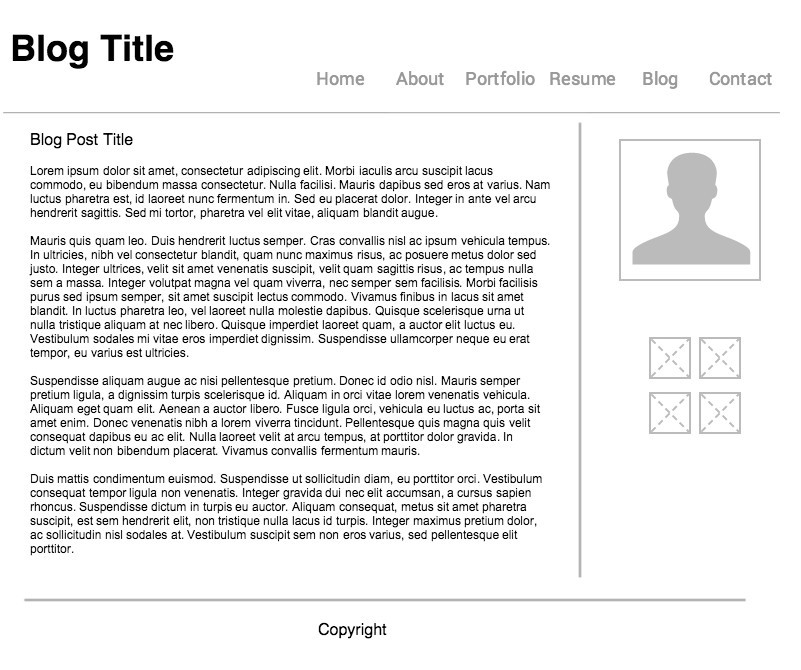 Blog Title
Home About Portfolio Resume Blog Contact
Blog Post Title
Lorem ipsum dolor sit amet, consectetur adipiscing elit. Morbi iaculis arcu suscipit lacus
commodo, eu bibendum massa consectetur. Nulla facilisi. Mauris dapibus sed eros at varius. Nam
luctus pharetra est, id laoreet nunc fermentum in. Sed eu placerat dolor. Integer in ante vel arcu
hendrerit sagittis. Sed mi tortor, pharetra vel elit vitae, aliquam blandit augue.
Mauris quis quam leo. Duis hendrerit luctus semper. Cras convallis nisl ac ipsum vehicula tempus.
In ultricies, nibh vel consectetur blandit, quam nunc maximus risus, ac posuere metus dolor sed
justo. Integer ultrices, velit sit amet venenatis suscipit, velit quam sagittis risus, ac tempus nulla
sem a massa. Integer volutpat magna vel quam viverra, nec semper sem facilisis. Morbi facilisis
purus sed ipsum semper, sit amet suscipit lectus commodo. Vivamus finibus in lacus sit amet
blandit. In luctus pharetra leo, vel laoreet nulla molestie dapibus. Quisque scelerisque urna ut
nulla tristique aliquam at nec libero. Quisque imperdiet laoreet quam, a auctor elit luctus eu.
Vestibulum sodales mi vitae eros imperdiet dignissim. Suspendisse ullamcorper neque eu erat
tempor, eu varius est ultricies.
Suspendisse aliquam augue ac nisi pellentesque pretium. Donec id odio nisl. Mauris semper
pretium ligula, a dignissim turpis scelerisque id. Aliquam in orci vitae lorem venenatis vehicula.
Aliquam eget quam elit. Aenean a auctor libero. Fusce ligula orci, vehicula eu luctus ac, porta sit
amet enim. Donec venenatis nibh a lorem viverra tincidunt. Pellentesque quis magna quis velit
consequat dapibus eu ac elit. Nulla laoreet velit at arcu tempus, at porttitor dolor gravida. In
dictum velit non bibendum placerat. Vivamus convallis fermentum mauris.
Duis mattis condimentum euismod. Suspendisse ut sollicitudin diam, eu porttitor orci. Vestibulum
consequat tempor ligula non venenatis. Integer gravida dui nec elit accumsan, a cursus sapien
rhoncus. Suspendisse dictum in turpis eu auctor. Aliquam consequat, metus sit amet pharetra
suscipit, est sem hendrerit elit, non tristique nulla lacus id turpis. Integer maximus pretium dolor,
ac sollicitudin nisl sodales at. Vestibulum suscipit sem non eros varius, sed pellentesque elit
porttitor.
Copyright